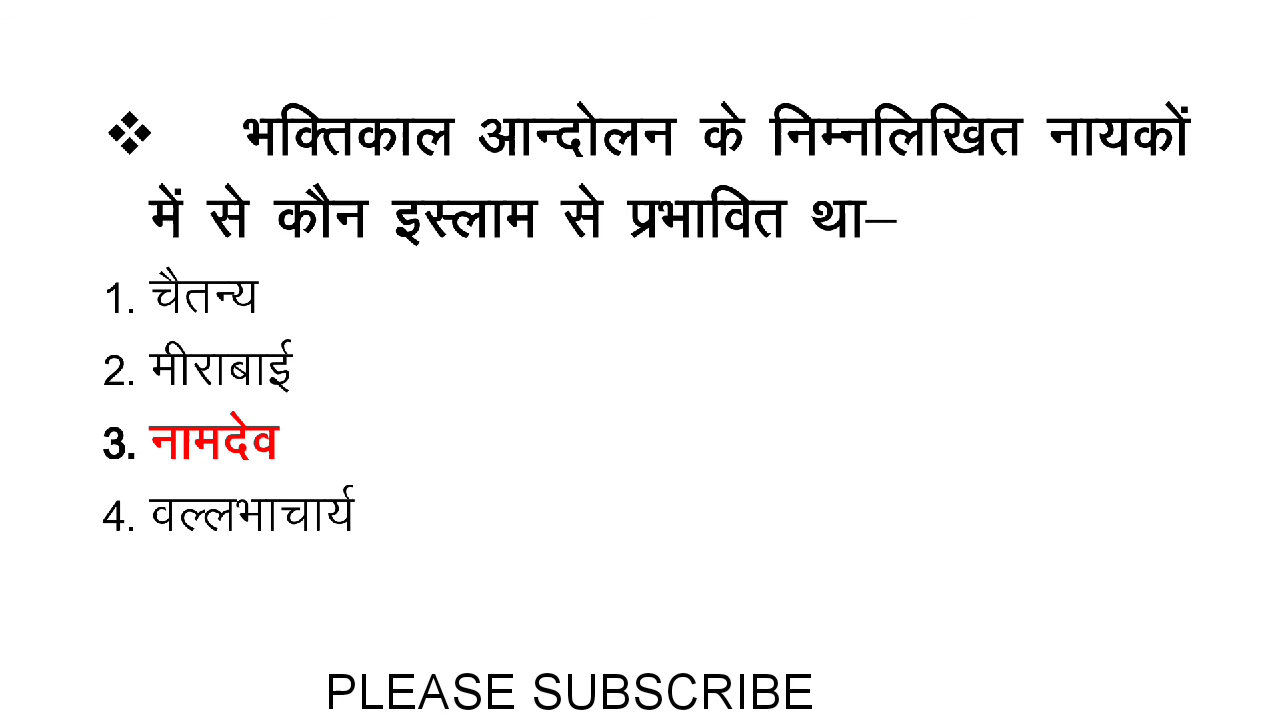 ❖ भक्तिकाल आन्दोलन के निम्नलिखित नायकों
में से कौन इस्लाम से प्रभावित था–
1. चैतन्य
2. मीराबाई
3. नामदेव
4. वल्लभाचार्य
PLEASE SUBSCRIBE